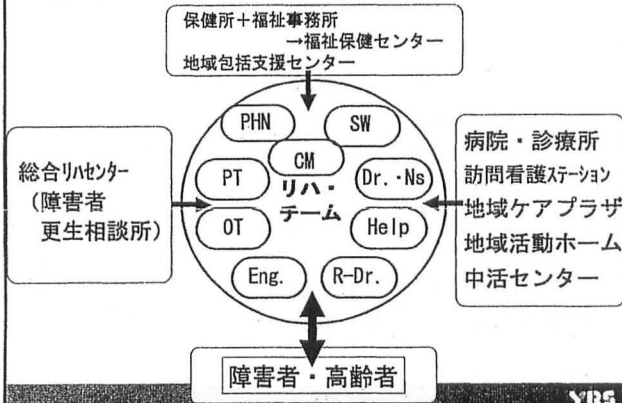 保健所＋福祉事務所
→福祉保健センター
地域包括支援センター
PHN
SW
CM
PT
リハ・
チーム
Dr.・Ns
OT
Help
Eng.
R-Dr.
総合リハセンター
(障害者
更生相談所)
病院・診療所
訪問看護ステーション
地域ケアプラザ
地域活動ホーム
中活センター
障害者・高齢者
YRS